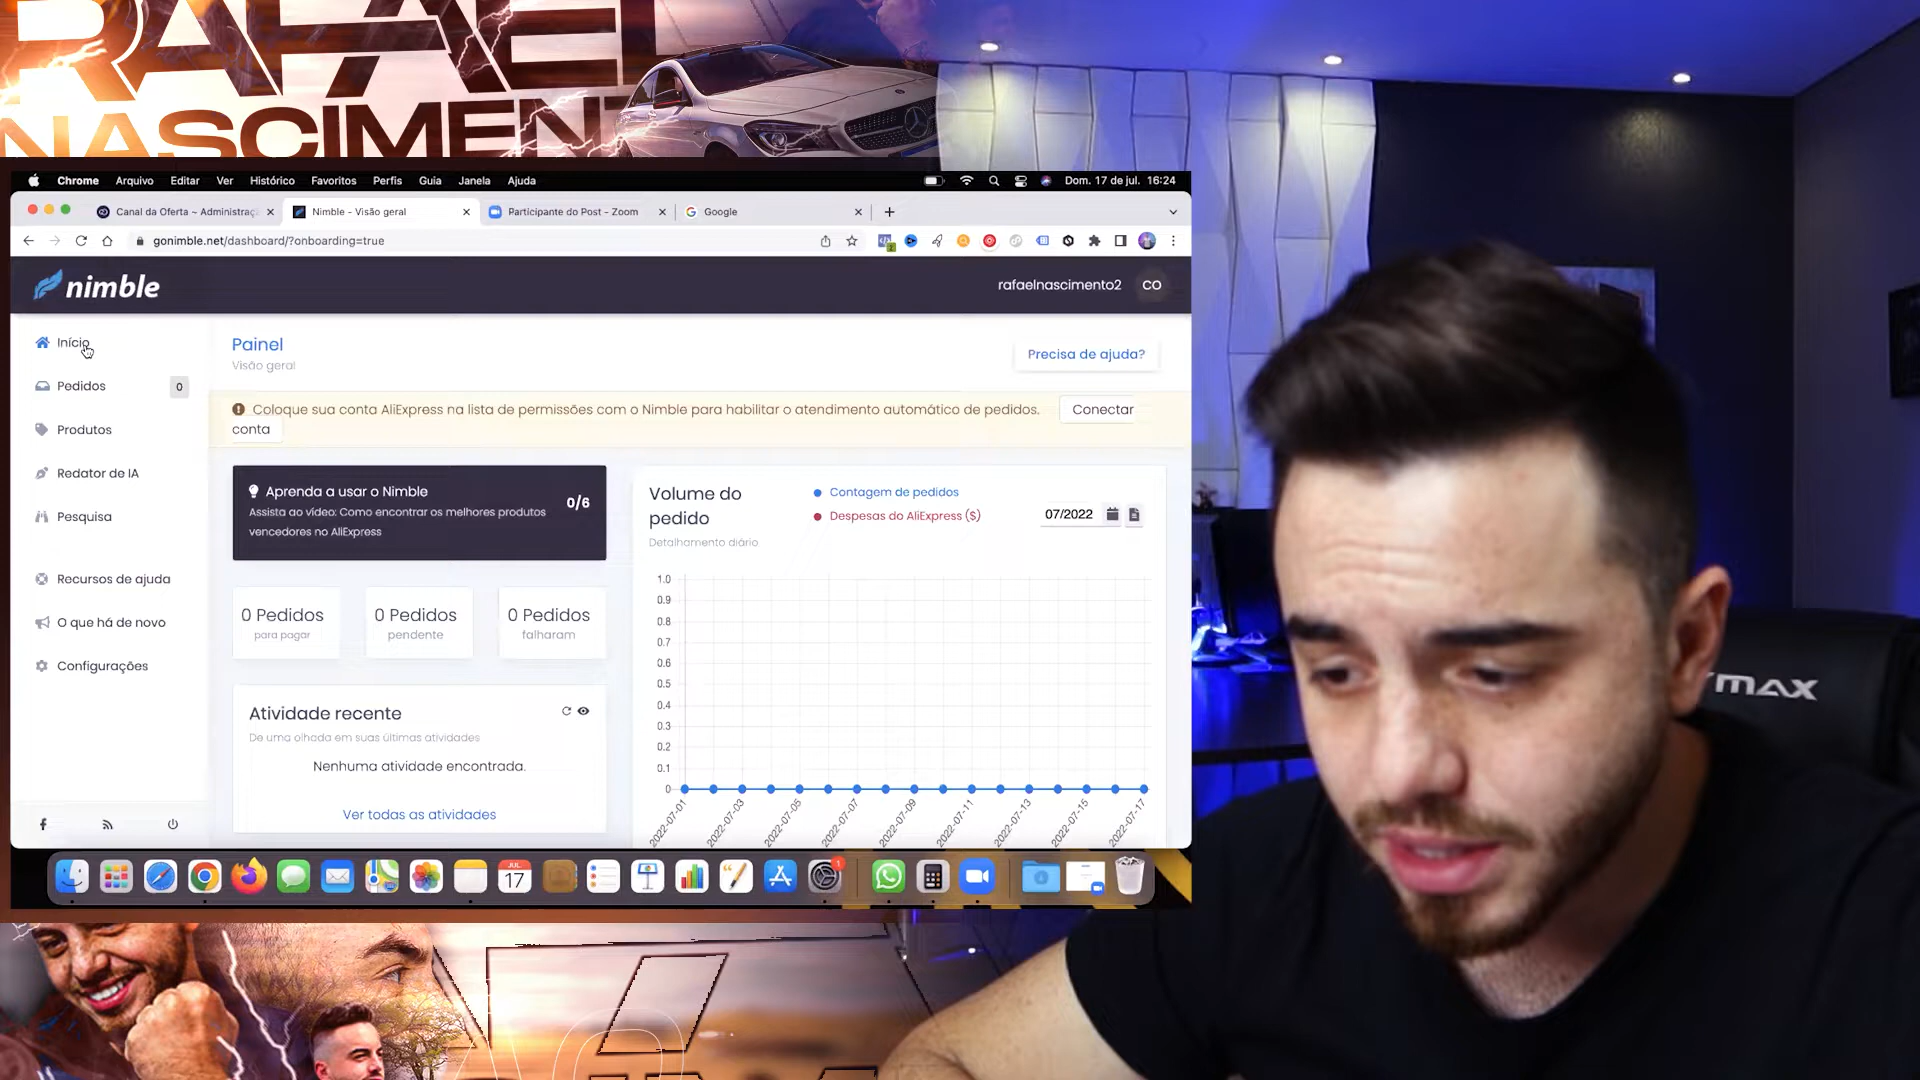 RAFAEL
NASCIMENT
Chrome Arquivo Editar Ver Histórico Favoritos Perfis Guia Janela Ajuda Dom. 17 de jul. 16:24
Canal da Oferta ~ Administraç Nimble - Visão geral Participante do Post - Zoom Google
gonimble.net/dashboard/?onboarding=true
nimble rafaelnascimento2 CO
Início
Pedidos 0
Produtos
Redator de IA
Pesquisa
Recursos de ajuda
O que há de novo
Configurações
Painel
Visão geral
Precisa de ajuda?
Coloque sua conta AliExpress na lista de permissões com o Nimble para habilitar o atendimento automático de pedidos. Conectar
conta
Aprenda a usar o Nimble
Assista ao vídeo: Como encontrar os melhores produtos
vencedores no AliExpress
0/6
0 Pedidos
para pagar
0 Pedidos
pendente
0 Pedidos
falharam
Atividade recente
De uma olhada em suas últimas atividades
Nenhuma atividade encontrada.
Ver todas as atividades
Volume do
pedido
Detalhamento diário
Contagem de pedidos
Despesas do AliExpress ($)
07/2022
1.0
0.9
0.8
0.7
0.6
0.5
0.4
0.3
0.2
0.1
0
2022-07-01 2022-07-03 2022-07-05 2022-07-07 2022-07-09 2022-07-11 2022-07-13 2022-07-15 2022-07-17
JUL
17
1
MAX